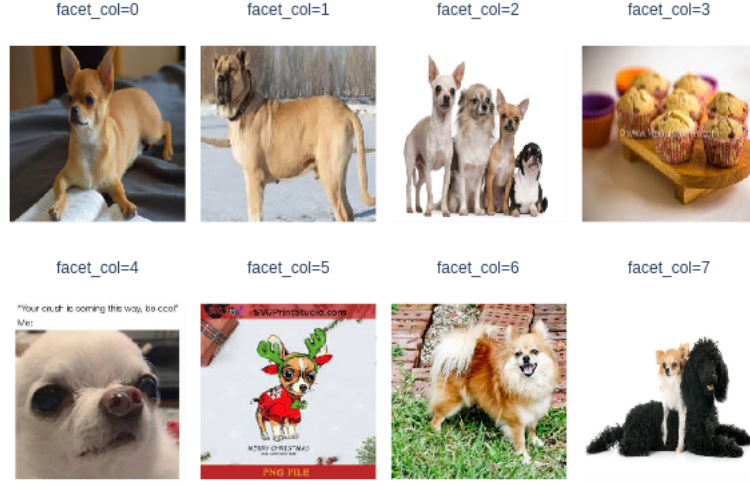 facet_col=0
facet_col=1
facet_col=2
facet_col=3
facet_col=4
facet_col=5
facet_col=6
facet_col=7
"Your crush is coming this way, be cool"
Me:
SVGPrintStudio.com
MERRY CHRISTMAS
PNG FILE